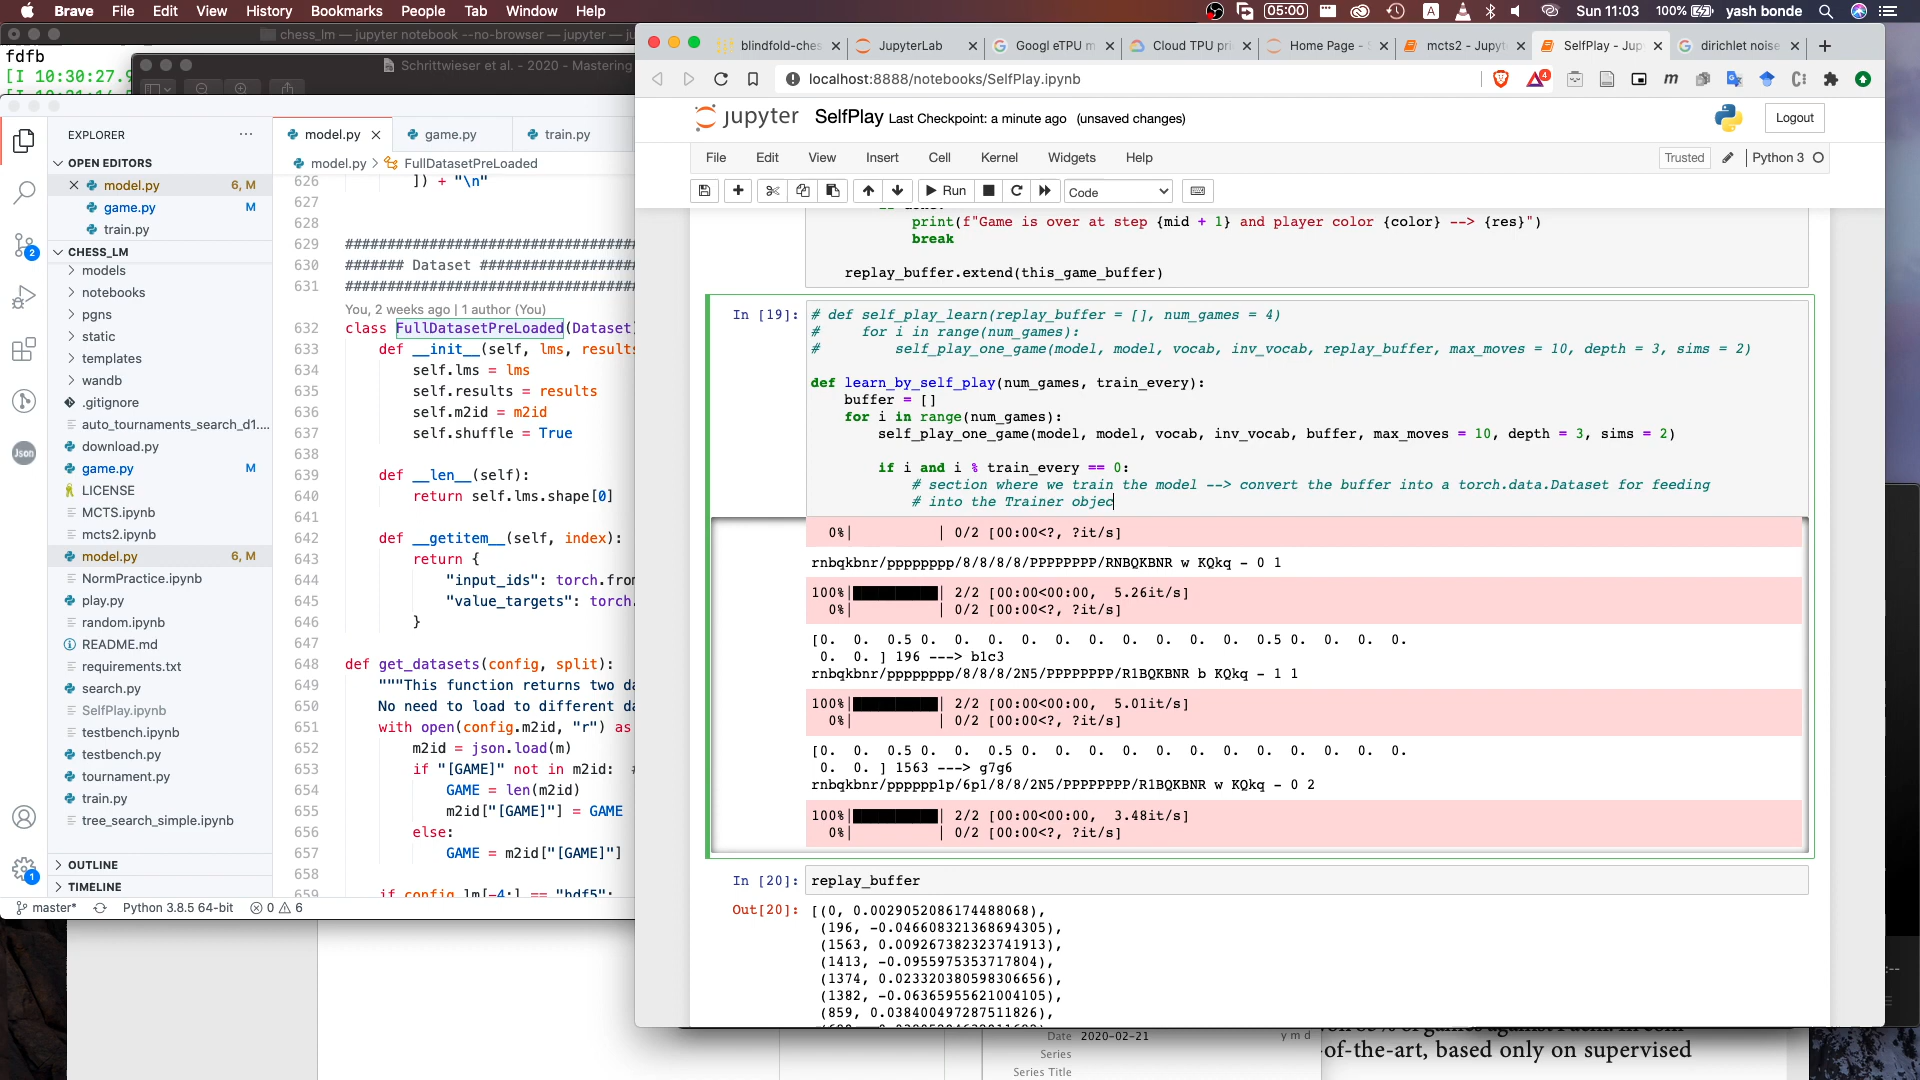 Brave File Edit View History Bookmarks People Tab Window Help 05:00 A Sun 11:03 100% yash bonde
chess_lm — jupyter notebook --no-browser — jupyter — ju
fdfb
[I 10:30:27.9
Schrittwieser et al. - 2020 - Mastering
blindfold-ches JupyterLab Googl eTPU m Cloud TPU pri Home Page - S mcts2 - Jupyt SelfPlay - Jup dirichlet noise
localhost:8888/notebooks/SelfPlay.ipynb 4
EXPLORER
OPEN EDITORS
model.py 6, M
game.py M
train.py
CHESS_LM
models
notebooks
pgns
static
templates
wandb
.gitignore
auto_tournaments_search_d1....
download.py
game.py M
LICENSE
MCTS.ipynb
mcts2.ipynb
model.py 6, M
NormPractice.ipynb
play.py
random.ipynb
README.md
requirements.txt
search.py
SelfPlay.ipynb
testbench.ipynb
testbench.py
tournament.py
train.py
tree_search_simple.ipynb
OUTLINE
TIMELINE
2
Json
1
master* Python 3.8.5 64-bit 0 6
model.py game.py train.py
model.py > FullDatasetPreLoaded
626 ]) + "\n"
627
628
629 ##################################
630 ####### Dataset ##################
631 ##################################
You, 2 weeks ago | 1 author (You)
632 class FullDatasetPreLoaded(Dataset)
633 def __init__(self, lms, results
634 self.lms = lms
635 self.results = results
636 self.m2id = m2id
637 self.shuffle = True
638
639 def __len__(self):
640 return self.lms.shape[0]
641
642 def __getitem__(self, index):
643 return {
644 "input_ids": torch.from
645 "value_targets": torch.
646 }
647
648 def get_datasets(config, split):
649 """This function returns two da
650 No need to load to different da
651 with open(config.m2id, "r") as
652 m2id = json.load(m)
653 if "[GAME]" not in m2id: #
654 GAME = len(m2id)
655 m2id["[GAME]"] = GAME
656 else:
657 GAME = m2id["[GAME]"]
658
659 if config.lm[-4:] == "hdf5":
jupyter SelfPlay Last Checkpoint: a minute ago (unsaved changes) Logout
File Edit View Insert Cell Kernel Widgets Help Trusted Python 3
Run Code
print(f"Game is over at step {mid + 1} and player color {color} --> {res}")
break
replay_buffer.extend(this_game_buffer)
In [19]: # def self_play_learn(replay_buffer = [], num_games = 4)
# for i in range(num_games):
# self_play_one_game(model, model, vocab, inv_vocab, replay_buffer, max_moves = 10, depth = 3, sims = 2)
def learn_by_self_play(num_games, train_every):
buffer = []
for i in range(num_games):
self_play_one_game(model, model, vocab, inv_vocab, buffer, max_moves = 10, depth = 3, sims = 2)
if i and i % train_every == 0:
# section where we train the model --> convert the buffer into a torch.data.Dataset for feeding
# into the Trainer objec
0%| | 0/2 [00:00<?, ?it/s]
rnbqkbnr/pppppppp/8/8/8/8/PPPPPPPP/RNBQKBNR w KQkq - 0 1
100%|██████████| 2/2 [00:00<00:00, 5.26it/s]
0%| | 0/2 [00:00<?, ?it/s]
[0. 0. 0.5 0. 0. 0. 0. 0. 0. 0. 0. 0. 0. 0.5 0. 0. 0. 0.
0. 0. ] 196 ---> b1c3
rnbqkbnr/pppppppp/8/8/8/2N5/PPPPPPPP/R1BQKBNR b KQkq - 1 1
100%|██████████| 2/2 [00:00<00:00, 5.01it/s]
0%| | 0/2 [00:00<?, ?it/s]
[0. 0. 0.5 0. 0. 0.5 0. 0. 0. 0. 0. 0. 0. 0. 0. 0. 0. 0.
0. 0. ] 1563 ---> g7g6
rnbqkbnr/pppppp1p/6p1/8/8/2N5/PPPPPPPP/R1BQKBNR w KQkq - 0 2
100%|██████████| 2/2 [00:00<00:00, 3.48it/s]
0%| | 0/2 [00:00<?, ?it/s]
In [20]: replay_buffer
Out[20]: [(0, 0.0029052086174488068),
(196, -0.046608321368694305),
(1563, 0.009267382323741913),
(1413, -0.0955975353717804),
(1374, 0.023320380598306656),
(1382, -0.06365955621004105),
(859, 0.038400497287511826),
Date 2020-02-21 y m d
Series
Series Title
of-the-art, based only on supervised